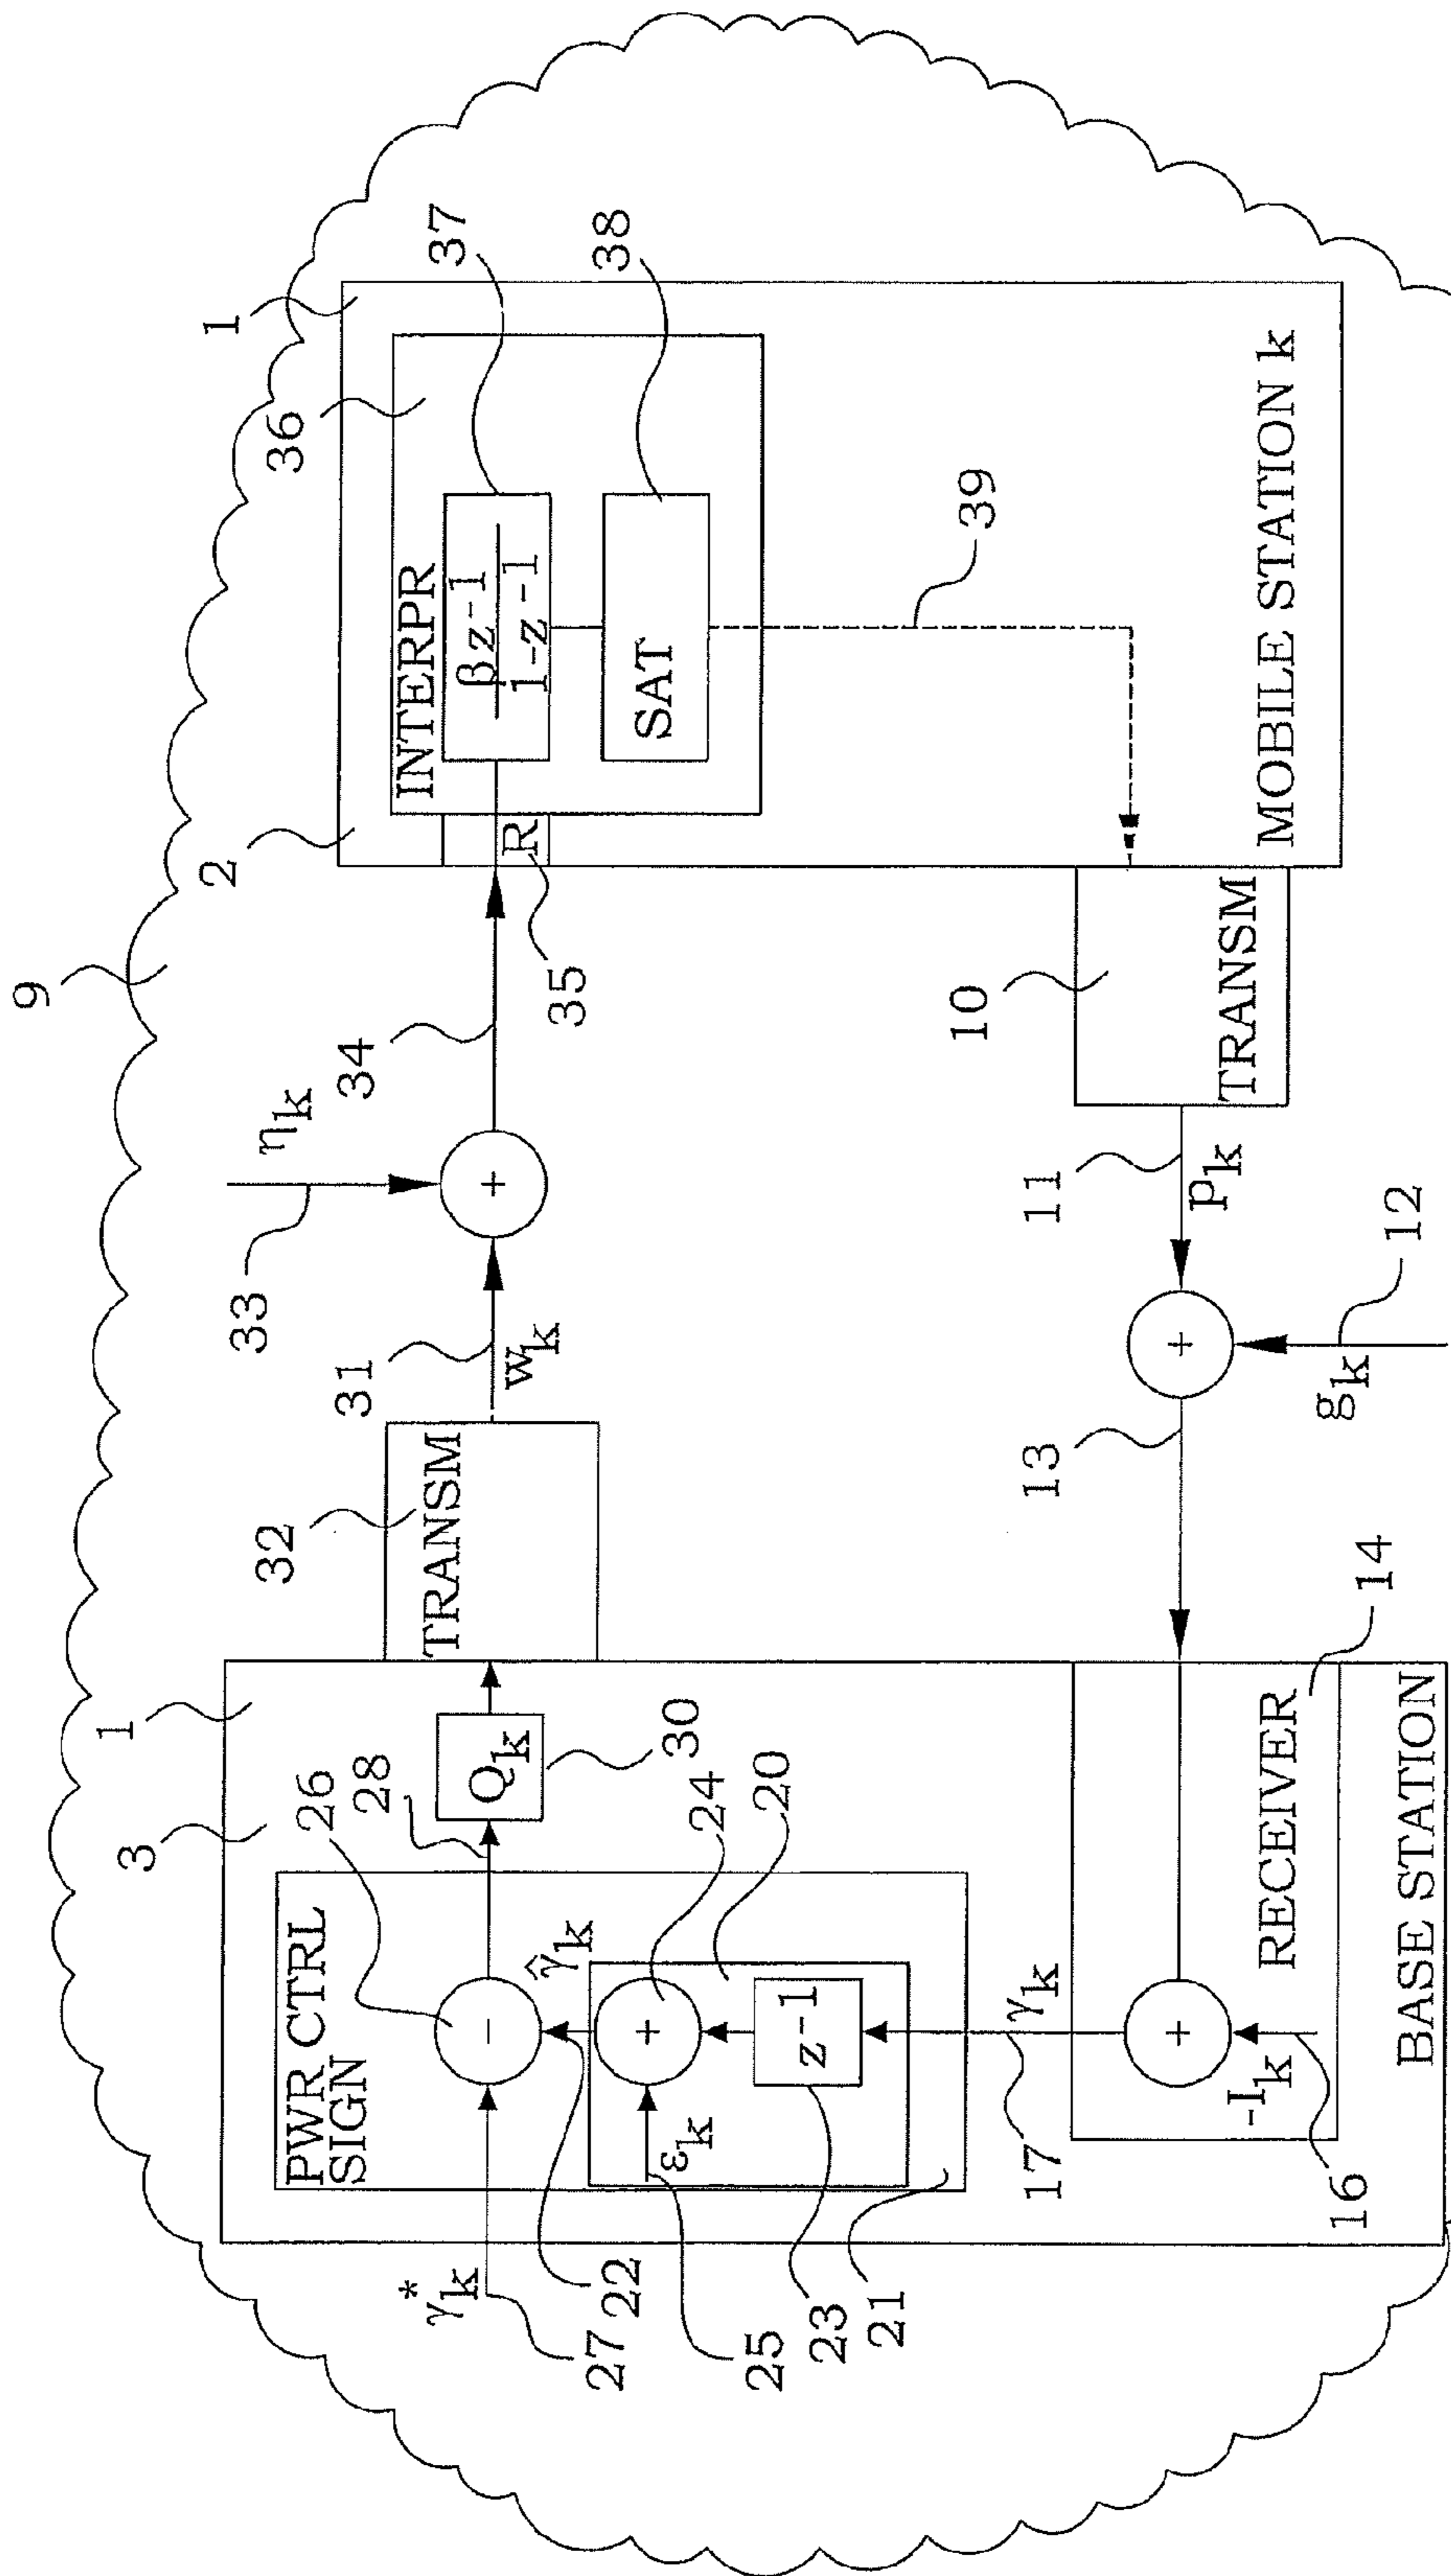 9
2
1
36
INTERPR
37
βz⁻¹
1-z⁻¹
38
SAT
R
35
39
MOBILE STATION k
33
ηk
34
31
wk
32
TRANSM
10
TRANSM
11
pk
12
gk
13
3
1
PWR CTRL
SIGN
26
28
Qk
30
γ̂k
24
20
+
−
+
+
+
εk
z⁻¹
γ*k
27
22
25
23
21
17
γk
-Ik
16
RECEIVER
14
BASE STATION